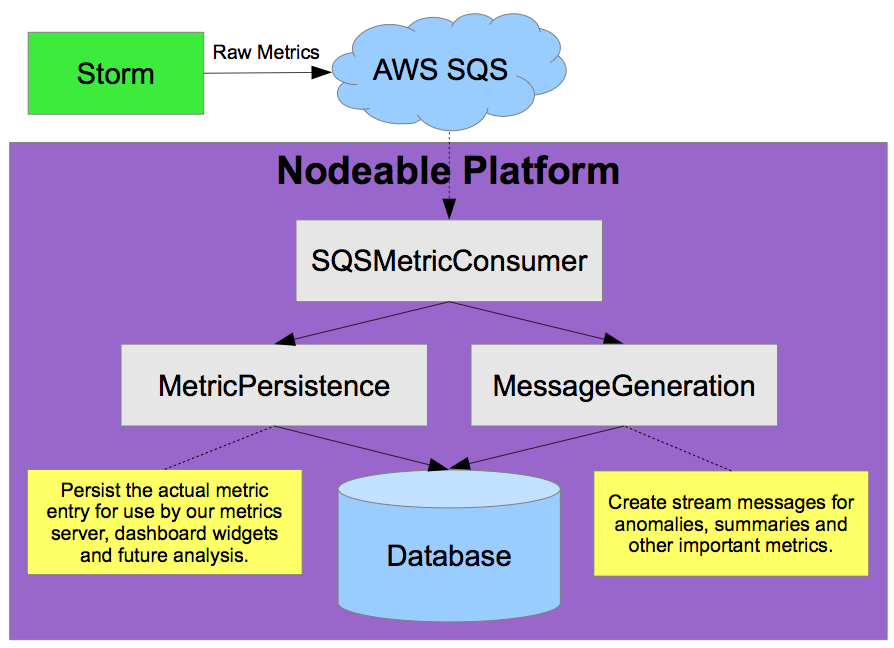 Storm
Raw Metrics
AWS SQS
Nodeable Platform
SQSMetricConsumer
MetricPersistence
MessageGeneration
Persist the actual metric
entry for use by our metrics
server, dashboard widgets
and future analysis.
Database
Create stream messages for
anomalies, summaries and
other important metrics.